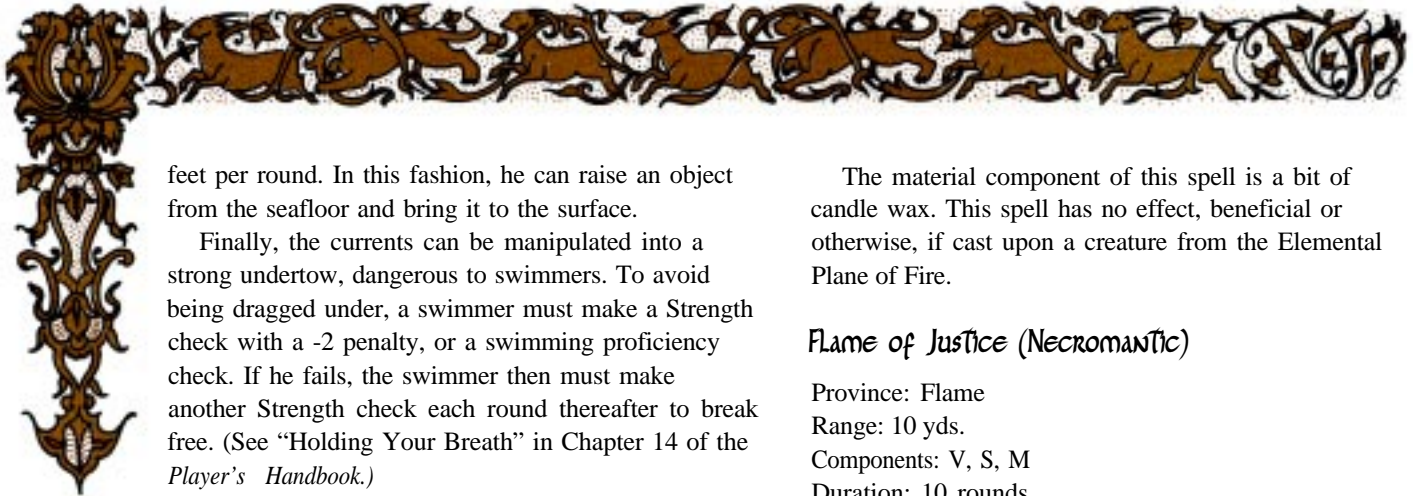 feet per round. In this fashion, he can raise an object
from the seafloor and bring it to the surface.
Finally, the currents can be manipulated into a
strong undertow, dangerous to swimmers. To avoid
being dragged under, a swimmer must make a Strength
check with a -2 penalty, or a swimming proficiency
check. If he fails, the swimmer then must make
another Strength check each round thereafter to break
free. (See “Holding Your Breath” in Chapter 14 of the
Player’s Handbook.)
The material component of this spell is a bit of
candle wax. This spell has no effect, beneficial or
otherwise, if cast upon a creature from the Elemental
Plane of Fire.
Flame of Justice (Necromantic)
Province: Flame
Range: 10 yds.
Components: V, S, M
Duration: 10 rounds